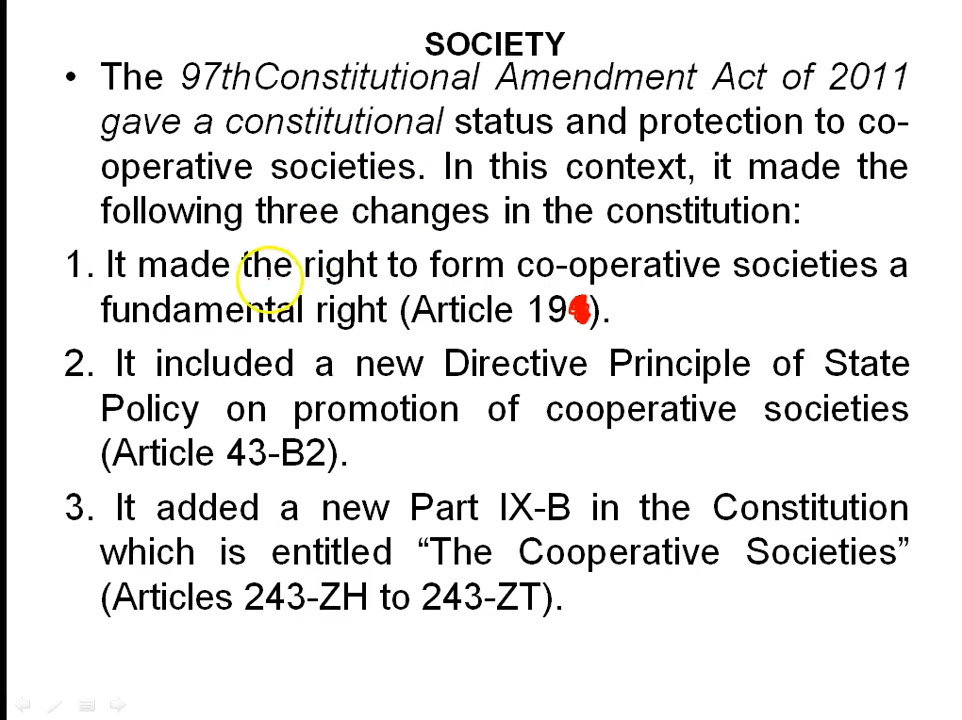 SOCIETY
• The 97thConstitutional Amendment Act of 2011
gave a constitutional status and protection to co-
operative societies. In this context, it made the
following three changes in the constitution:
1. It made the right to form co-operative societies a
fundamental right (Article 19).
2. It included a new Directive Principle of State
Policy on promotion of cooperative societies
(Article 43-B2).
3. It added a new Part IX-B in the Constitution
which is entitled “The Cooperative Societies”
(Articles 243-ZH to 243-ZT).